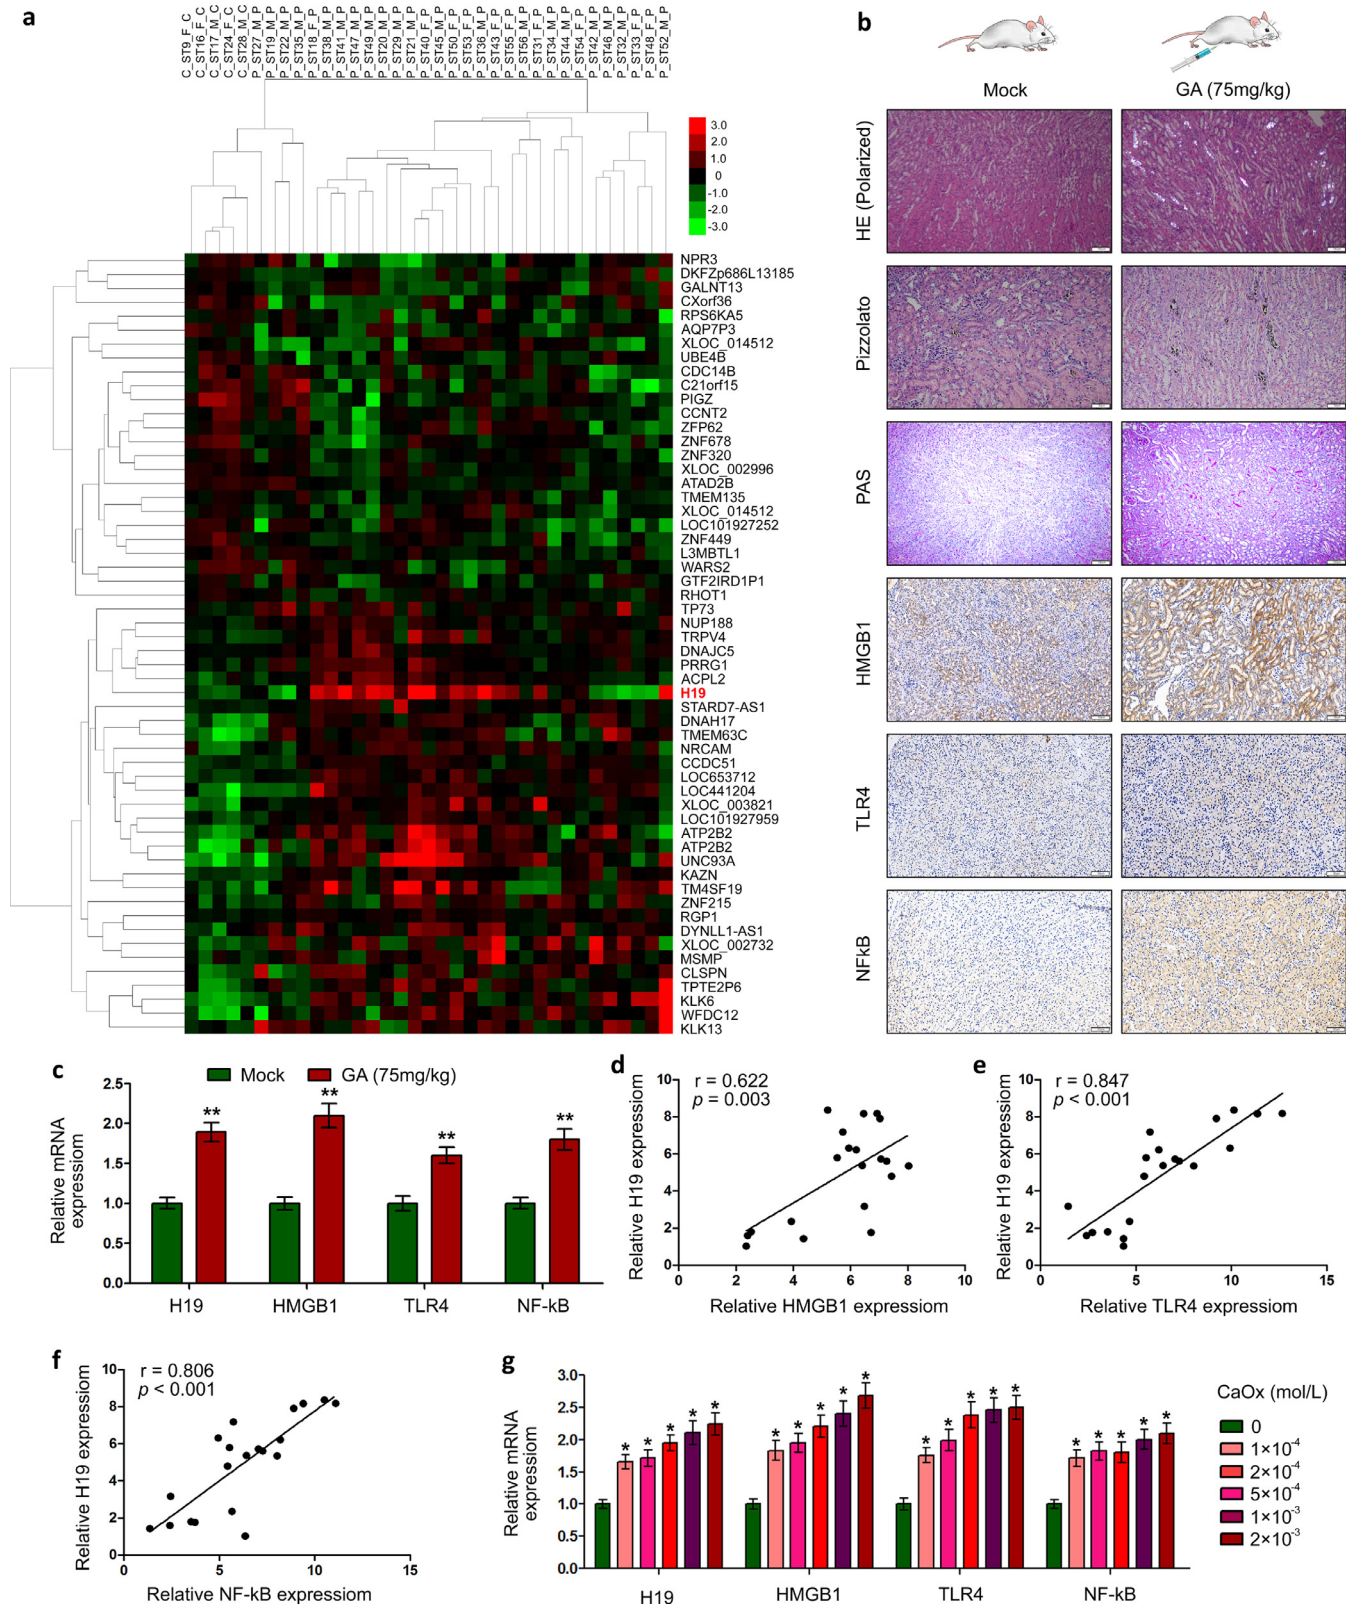 a
C_ST9_F_C
C_ST16_F_C
C_ST17_M_C
C_ST24_F_C
C_ST28_M_C
P_ST27_M_P
P_ST19_M_P
P_ST22_M_P
P_ST35_M_P
P_ST18_F_P
P_ST38_M_P
P_ST41_M_P
P_ST47_M_P
P_ST49_M_P
P_ST20_M_P
P_ST29_M_P
P_ST21_M_P
P_ST40_F_P
P_ST45_M_P
P_ST50_F_P
P_ST53_F_P
P_ST36_M_P
P_ST43_F_P
P_ST55_F_P
P_ST56_M_P
P_ST31_F_P
P_ST34_M_P
P_ST44_M_P
P_ST54_F_P
P_ST42_M_P
P_ST46_M_P
P_ST32_M_P
P_ST33_F_P
P_ST48_F_P
P_ST52_M_P
3.0
2.0
1.0
0
-1.0
-2.0
-3.0
NPR3
DKFZp686L13185
GALNT13
CXorf36
RPS6KA5
AQP7P3
XLOC_014512
UBE4B
CDC14B
C21orf15
PIGZ
CCNT2
ZFP62
ZNF678
ZNF320
XLOC_002996
ATAD2B
TMEM135
XLOC_014512
LOC101927252
ZNF449
L3MBTL1
WARS2
GTF2IRD1P1
RHOT1
TP73
NUP188
TRPV4
DNAJC5
PRRG1
ACPL2
H19
STARD7-AS1
DNAH17
TMEM63C
NRCAM
CCDC51
LOC653712
LOC441204
XLOC_003821
LOC101927959
ATP2B2
ATP2B2
UNC93A
KAZN
TM4SF19
ZNF215
RGP1
DYNLL1-AS1
XLOC_002732
MSMP
CLSPN
TPTE2P6
KLK6
WFDC12
KLK13
b
Mock
GA (75mg/kg)
HE (Polarized)
Pizzolato
PAS
HMGB1
TLR4
NFkB
c
Mock
GA (75mg/kg)
Relative mRNA
expressiom
2.5
2.0
1.5
1.0
0.5
0.0
**
**
**
**
H19
HMGB1
TLR4
NF-kB
d
r = 0.622
p = 0.003
Relative H19 expressiom
10
8
6
4
2
0
0
2
4
6
8
10
Relative HMGB1 expressiom
e
r = 0.847
p < 0.001
Relative H19 expressiom
10
8
6
4
2
0
0
5
10
15
Relative TLR4 expressiom
f
r = 0.806
p < 0.001
Relative H19 expressiom
10
8
6
4
2
0
0
5
10
15
Relative NF-kB expressiom
g
Relative mRNA
expressiom
3.0
2.5
2.0
1.5
1.0
0.5
0.0
* * * * *
* * * * *
* * * * *
* * * * *
H19
HMGB1
TLR4
NF-kB
CaOx (mol/L)
0
1×10-4
2×10-4
5×10-4
1×10-3
2×10-3